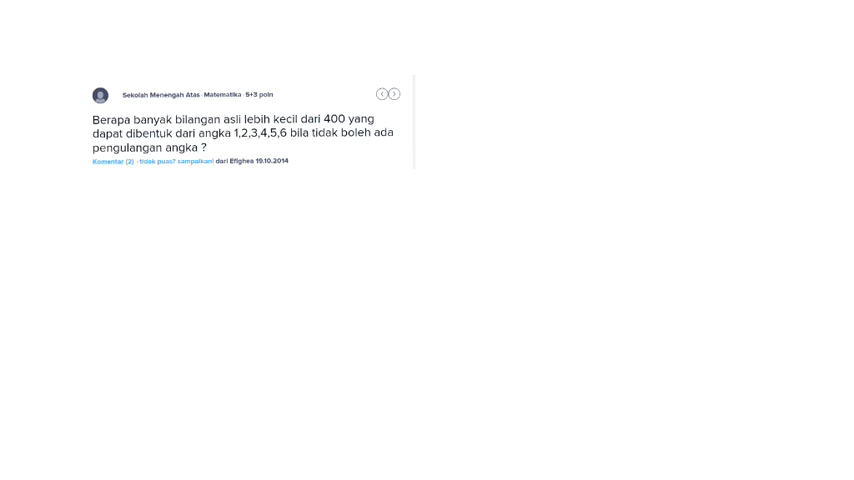 Sekolah Menengah Atas · Matematika · 5+3 poin
Berapa banyak bilangan asli lebih kecil dari 400 yang
dapat dibentuk dari angka 1,2,3,4,5,6 bila tidak boleh ada
pengulangan angka ?
Komentar (2) · tidak puas? sampaikan! dari Efighea 19.10.2014